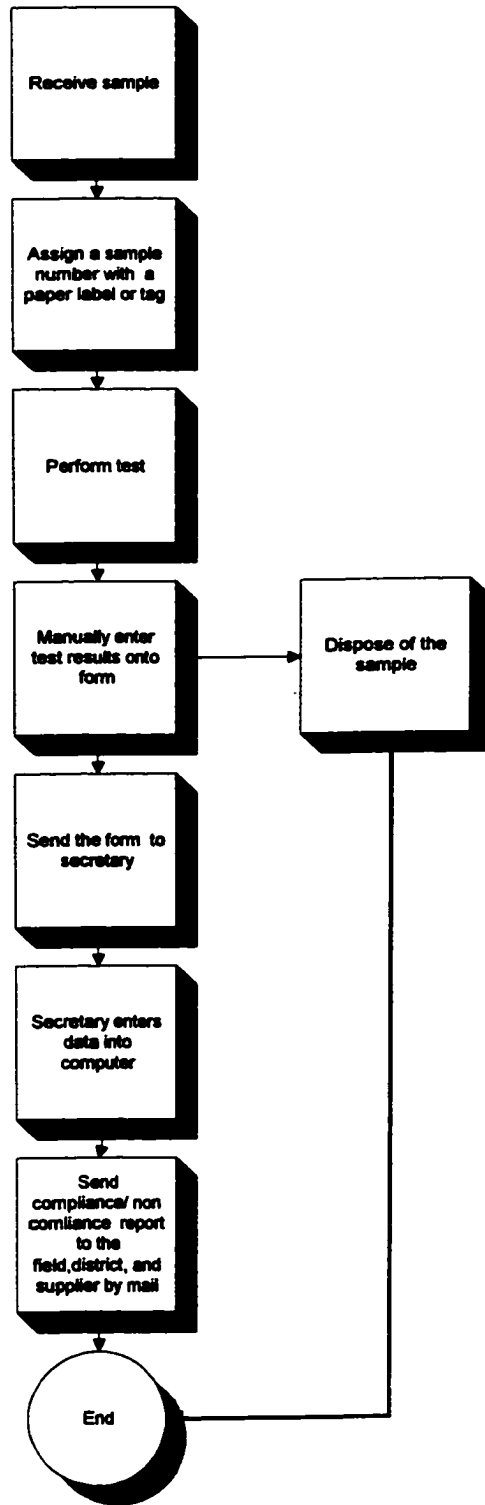 Receive sample
Assign a sample
number with a
paper label or tag
Perform test
Manually enter
test results onto
form
Dispose of the
sample
Send the form to
secretary
Secretary enters
data into
computer
Send
compliance/ non
comliance report
to the
field,district, and
supplier by mail
End